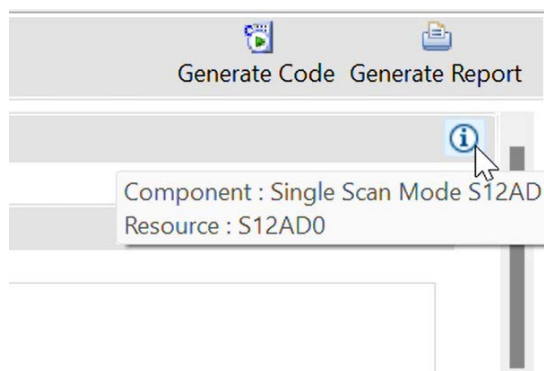 Generate Code Generate Report
Component : Single Scan Mode S12AD
Resource : S12AD0